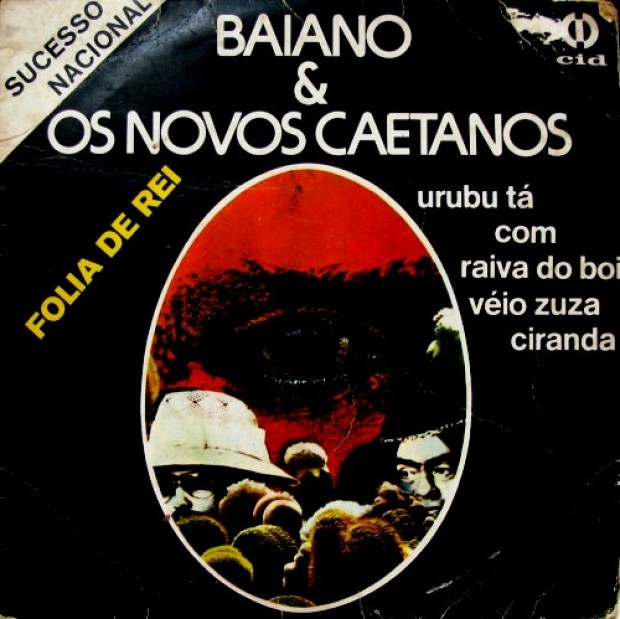 SUCESSO
NACIONAL
BAIANO
&
OS NOVOS CAETANOS
cid
FOLIA DE REI
urubu tá
com
raiva do boi
véio zuza
ciranda